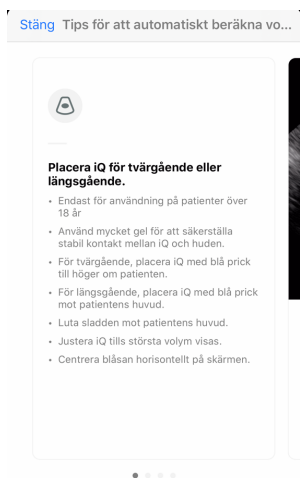 Stäng Tips för att automatiskt beräkna vo...
Placera iQ för tvärgående eller
längsgående.
• Endast för användning på patienter över
18 år
• Använd mycket gel för att säkerställa
stabil kontakt mellan iQ och huden.
• För tvärgående, placera iQ med blå prick
till höger om patienten.
• För längsgående, placera iQ med blå prick
mot patientens huvud.
• Luta sladden mot patientens huvud.
• Justera iQ tills största volym visas.
• Centrera blåsan horisontellt på skärmen.